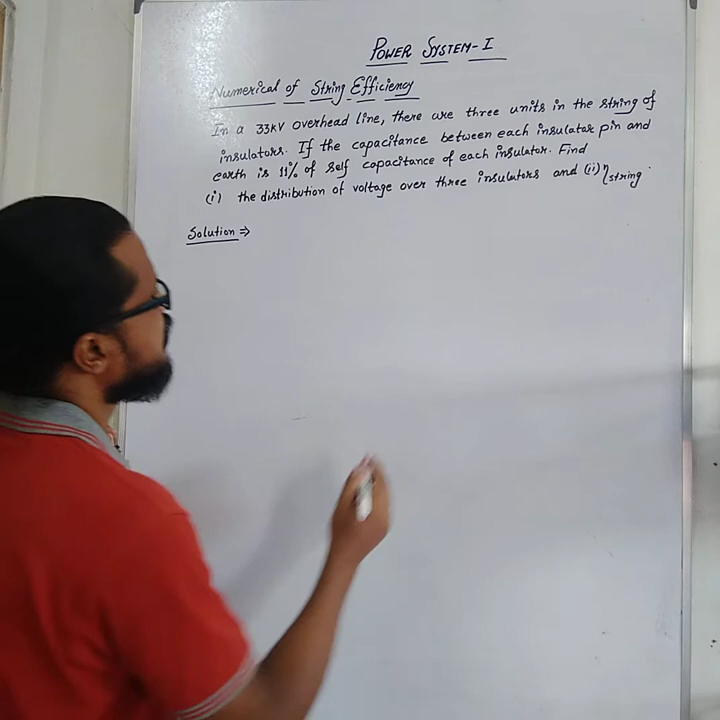 POWER SYSTEM-I
Numerical of String Efficiency
In a 33kV overhead line, there are three units in the string of
insulators. If the capacitance between each insulator pin and
earth is 11% of self capacitance of each insulator. Find
(i) the distribution of voltage over three insulators and (ii) η string.
Solution ⇒